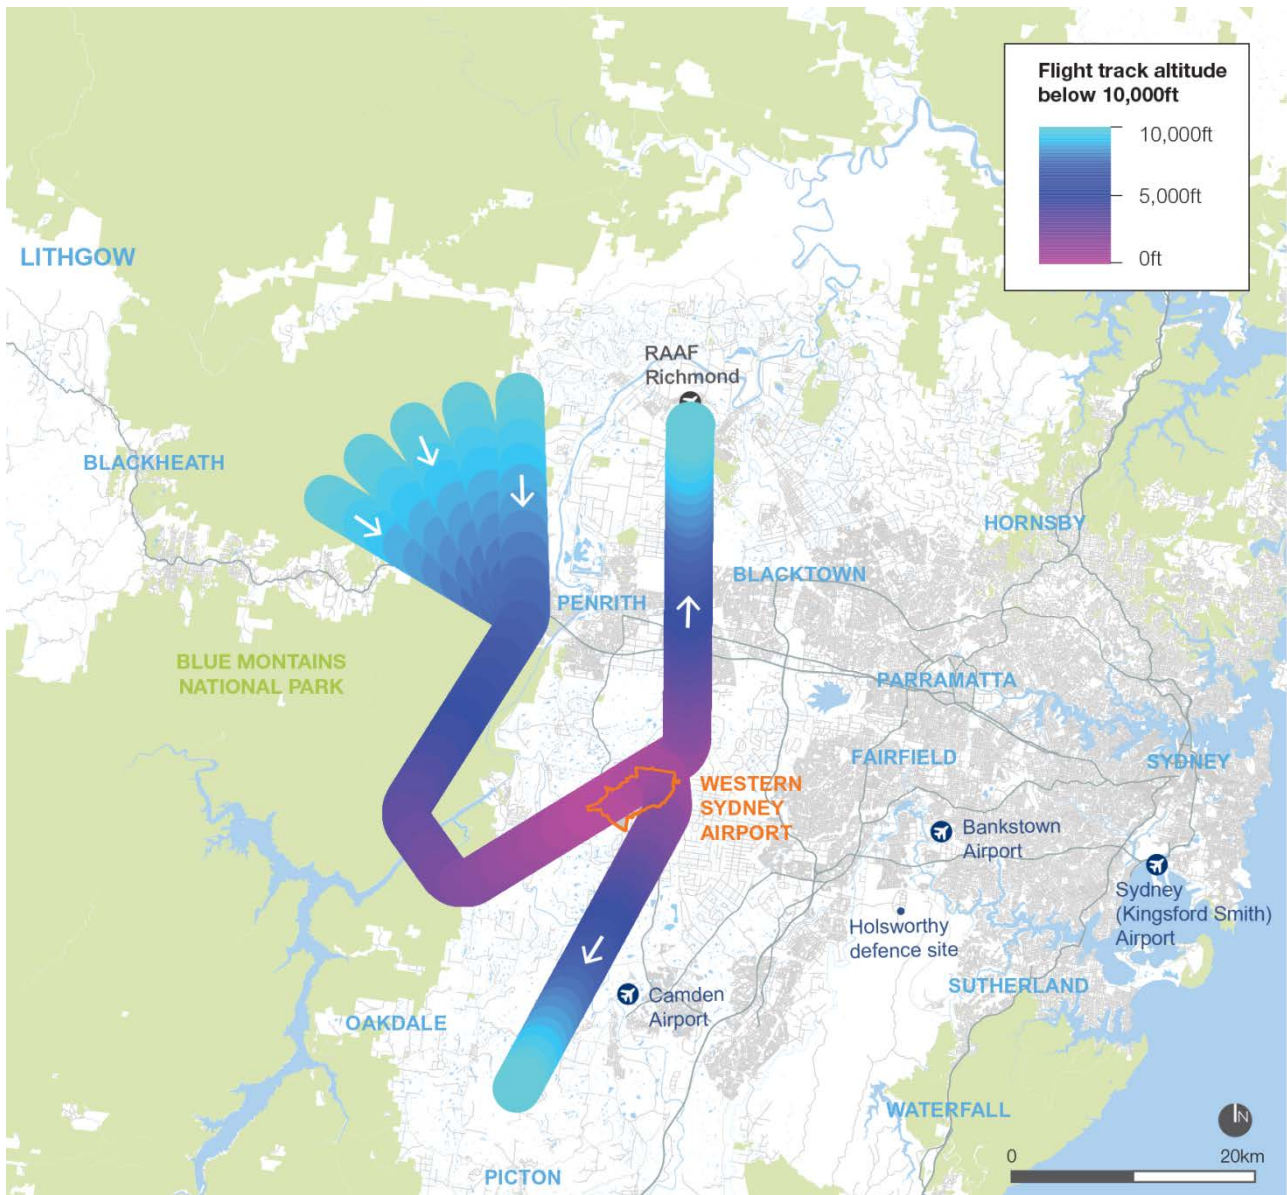 Flight track altitude
below 10,000ft
10,000ft
5,000ft
0ft
LITHGOW
RAAF
Richmond
BLACKHEATH
HORNSBY
BLACKTOWN
PENRITH
BLUE MONTAINS
NATIONAL PARK
PARRAMATTA
FAIRFIELD
SYDNEY
WESTERN
SYDNEY
AIRPORT
Bankstown
Airport
Sydney
(Kingsford Smith)
Airport
Holsworthy
defence site
SUTHERLAND
Camden
Airport
OAKDALE
WATERFALL
PICTON
N
0
20km